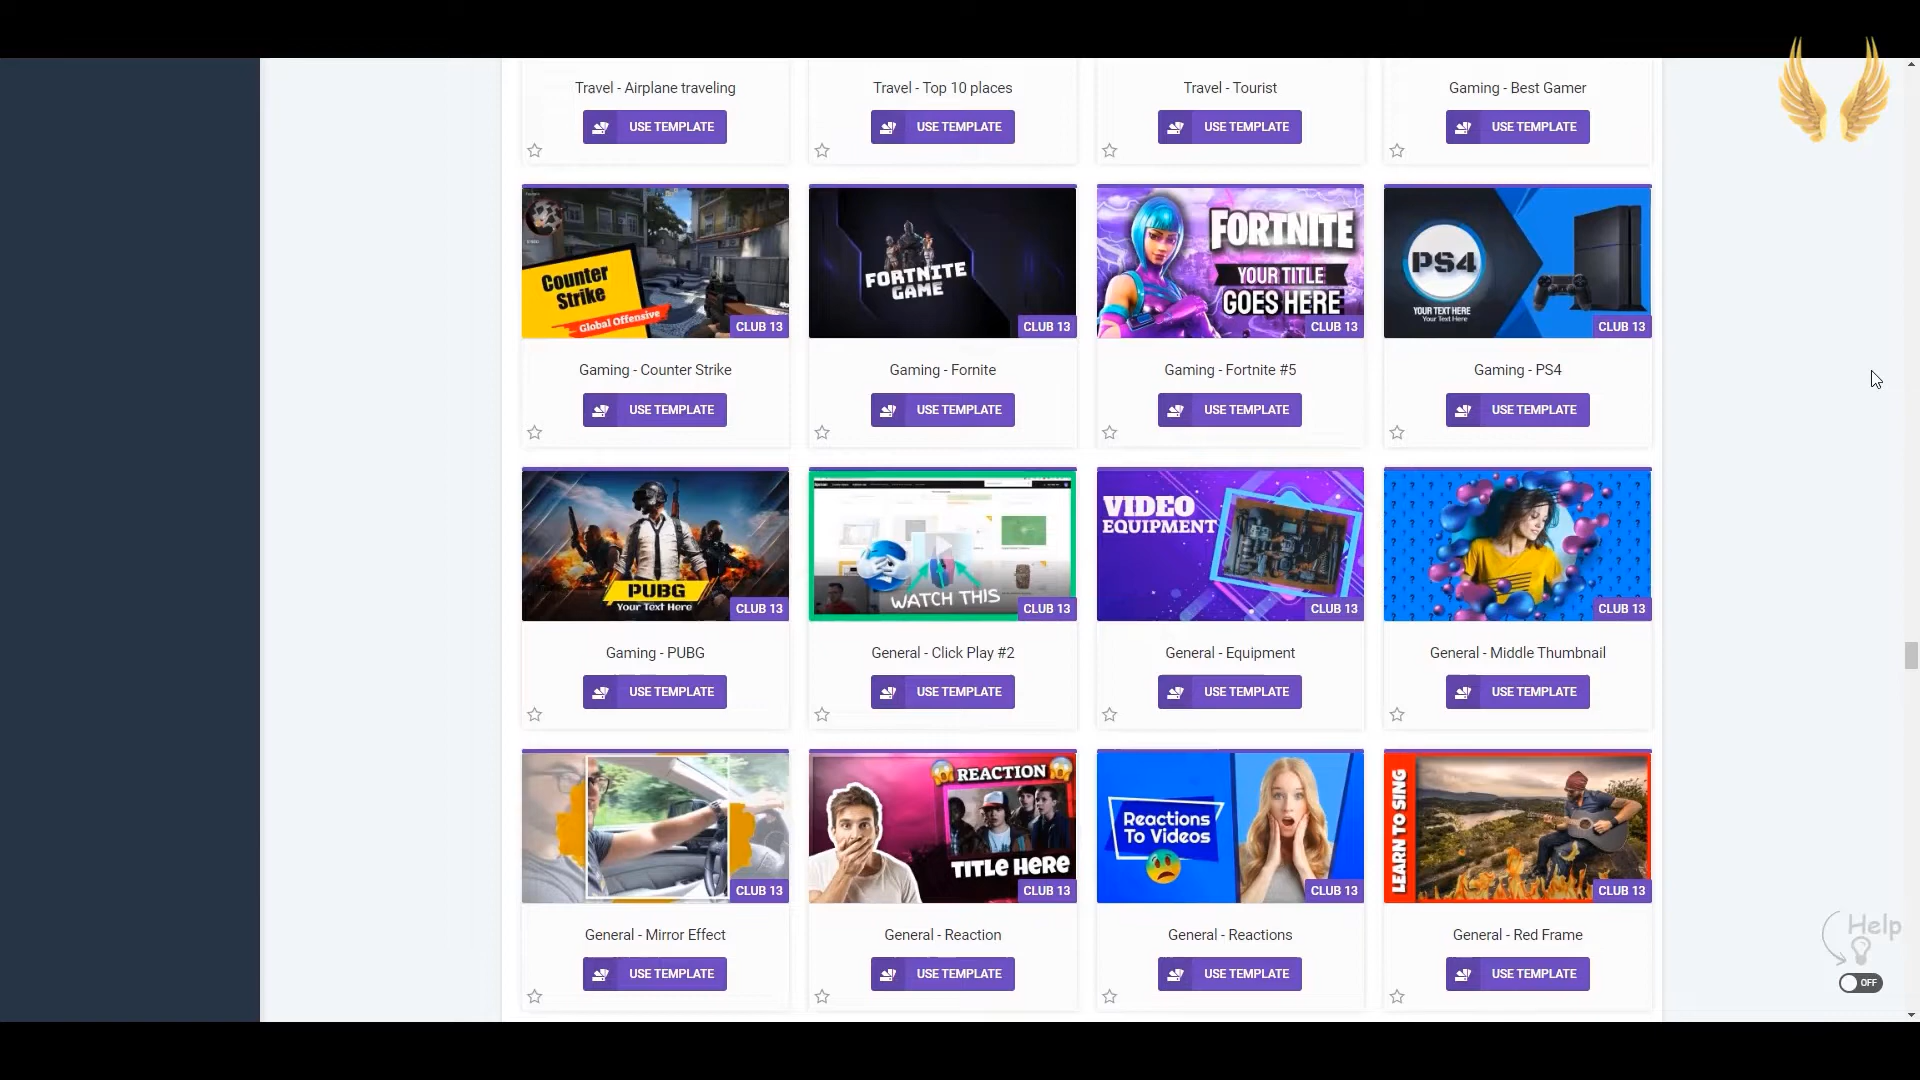 Travel - Airplane traveling
Travel - Top 10 places
Travel - Tourist
Gaming - Best Gamer
USE TEMPLATE
USE TEMPLATE
USE TEMPLATE
USE TEMPLATE
Counter
Strike
Global Offensive
CLUB 13
FORTNITE
GAME
CLUB 13
FORTNITE
YOUR TITLE
GOES HERE
CLUB 13
PS4
YOUR TEXT HERE
Your Text Here
CLUB 13
Gaming - Counter Strike
Gaming - Fornite
Gaming - Fortnite #5
Gaming - PS4
USE TEMPLATE
USE TEMPLATE
USE TEMPLATE
USE TEMPLATE
PUBG
Your Text Here
CLUB 13
WATCH THIS
CLUB 13
VIDEO
EQUIPMENT
CLUB 13
CLUB 13
Gaming - PUBG
General - Click Play #2
General - Equipment
General - Middle Thumbnail
USE TEMPLATE
USE TEMPLATE
USE TEMPLATE
USE TEMPLATE
CLUB 13
REACTION
TITLE HERE
CLUB 13
Reactions
To Videos
CLUB 13
LEARN TO SING
CLUB 13
General - Mirror Effect
General - Reaction
General - Reactions
General - Red Frame
USE TEMPLATE
USE TEMPLATE
USE TEMPLATE
USE TEMPLATE
Help
OFF